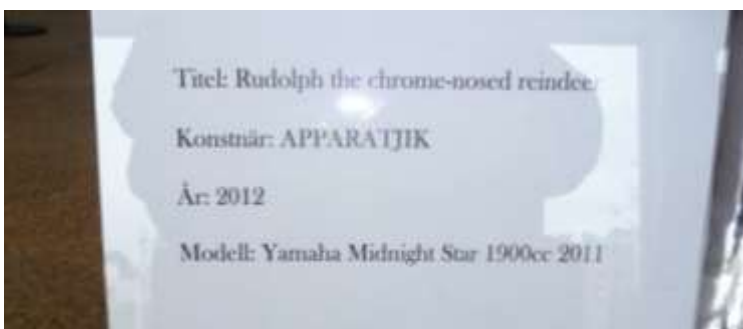 Titel: Rudolph the chrome-nosed reindeer
Konstnär: APPARATJIK
År: 2012
Modell: Yamaha Midnight Star 1900cc 2011